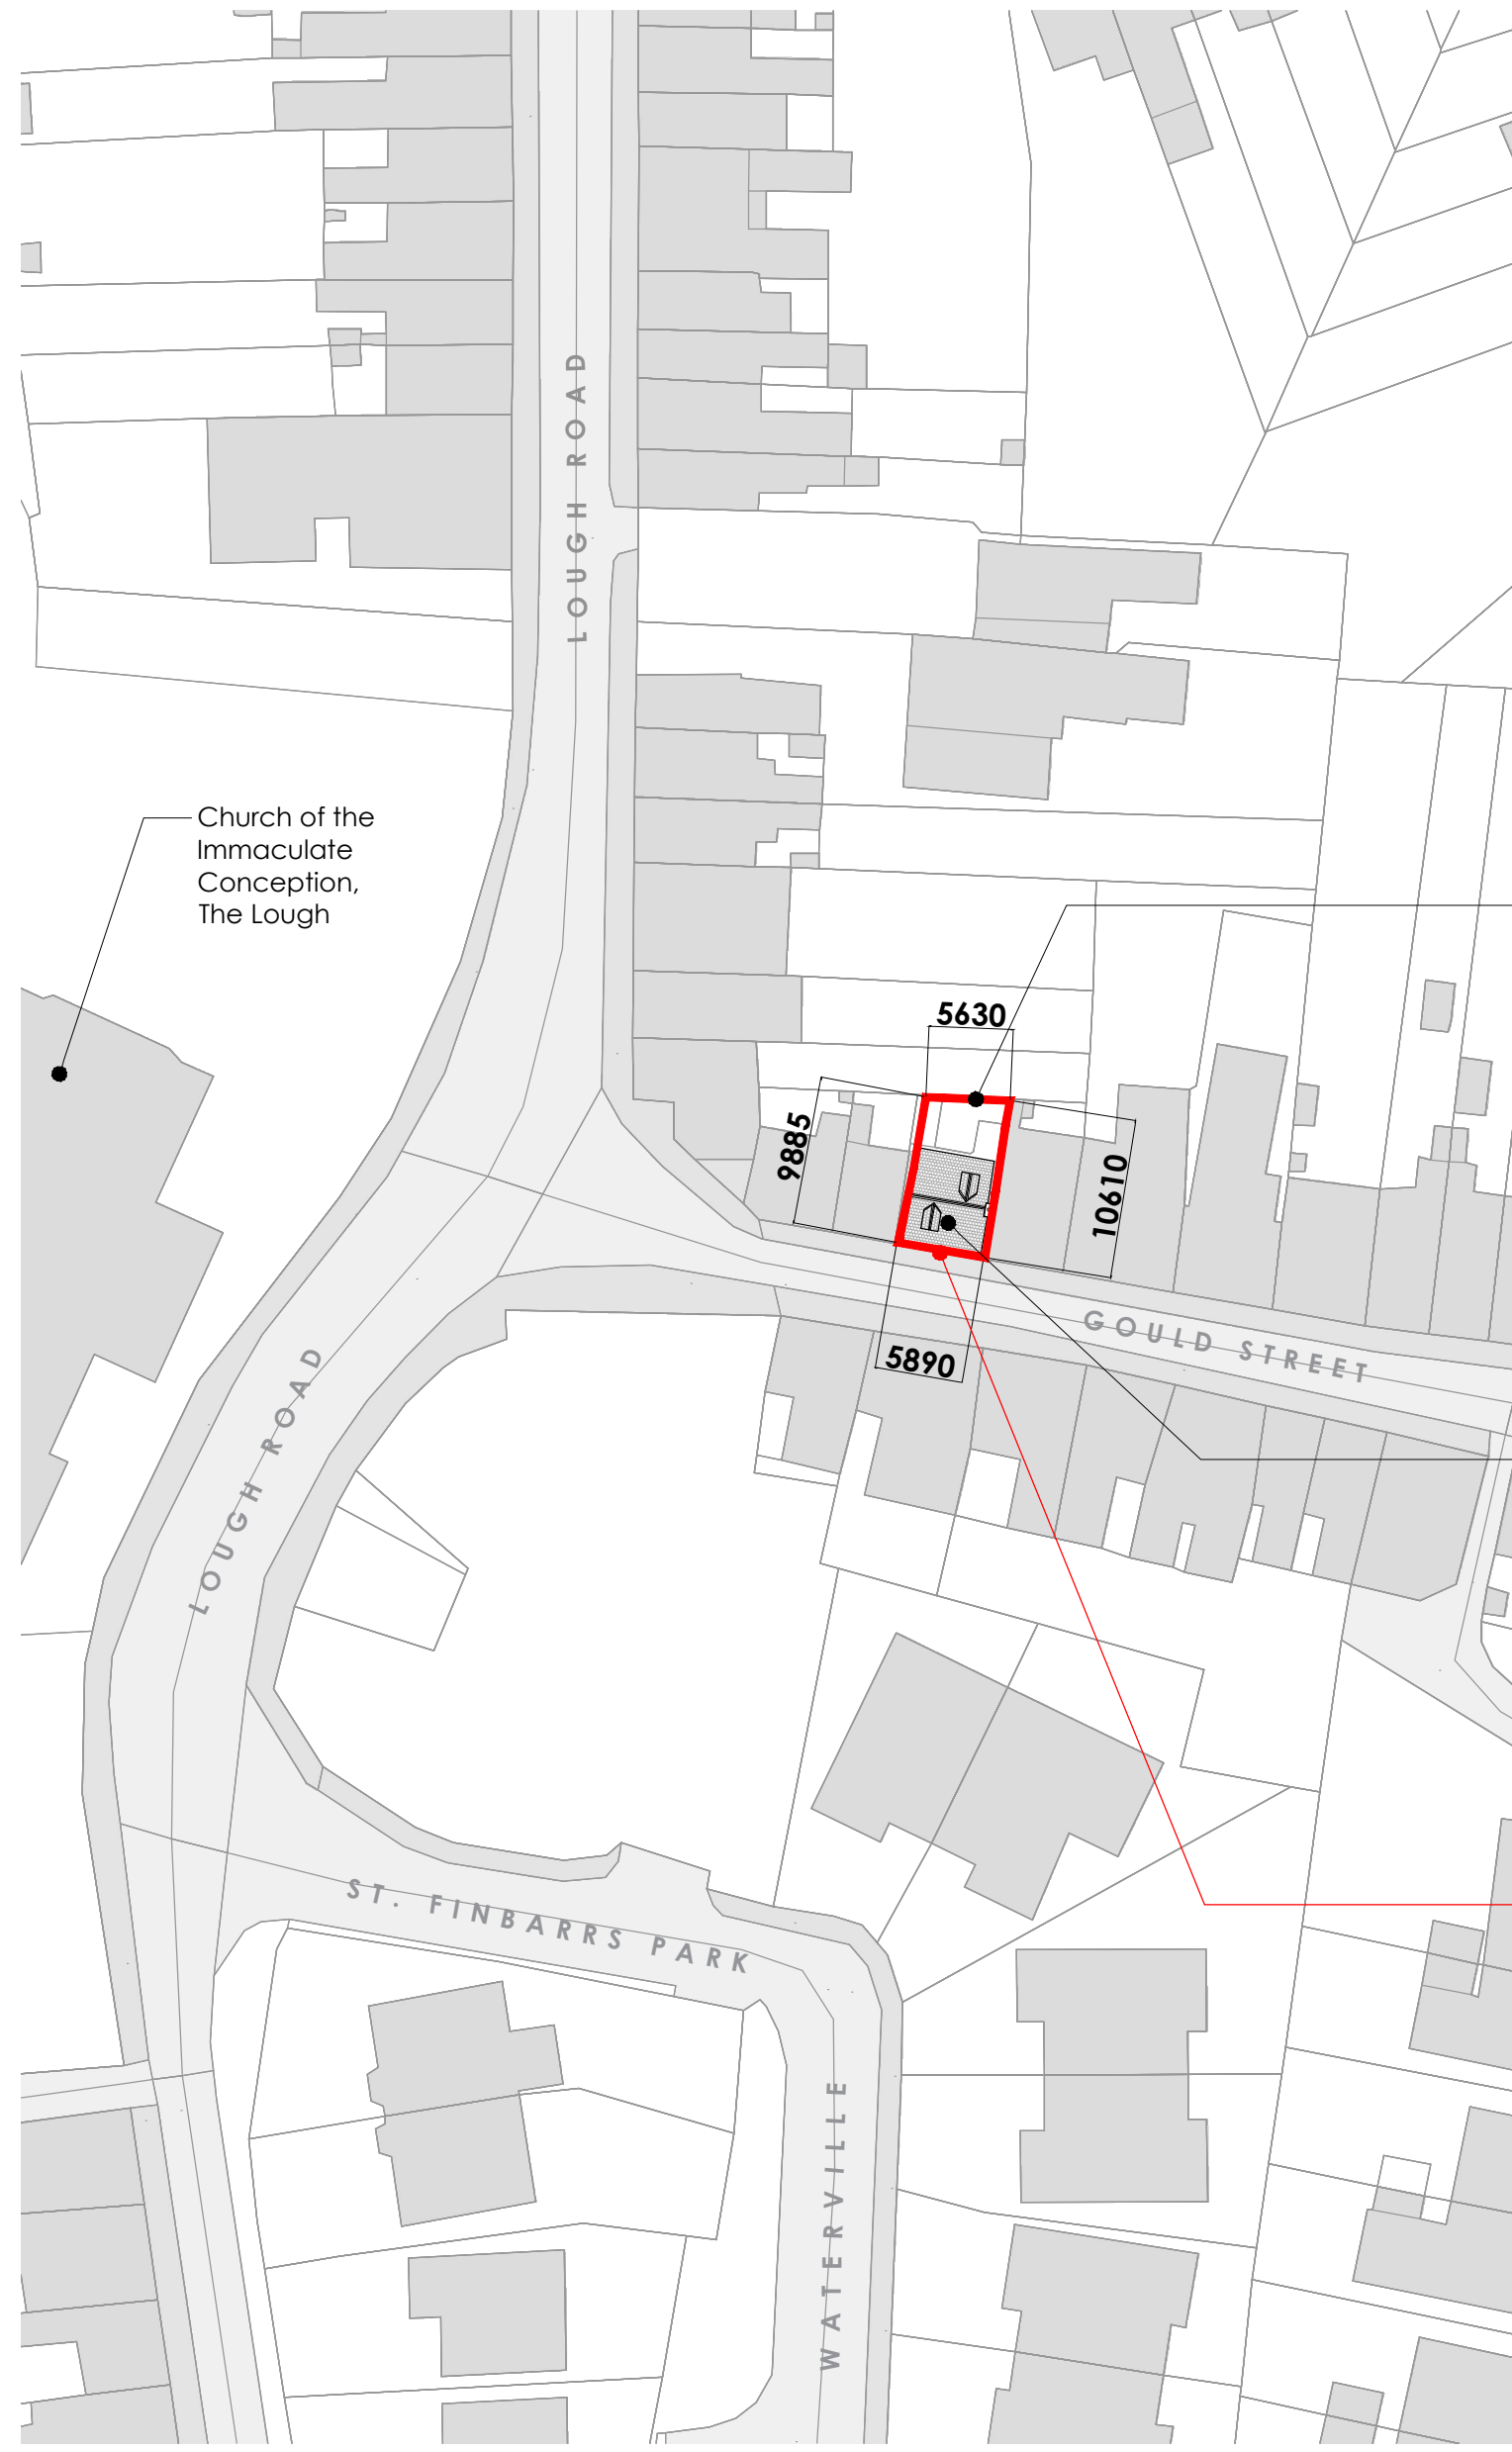 LOUGH ROAD
Church of the
Immaculate
Conception,
The Lough
5630
9885
10610
GOULD STREET
5890
LOUGH ROAD
ST. FINBARRS PARK
WATERVILLE